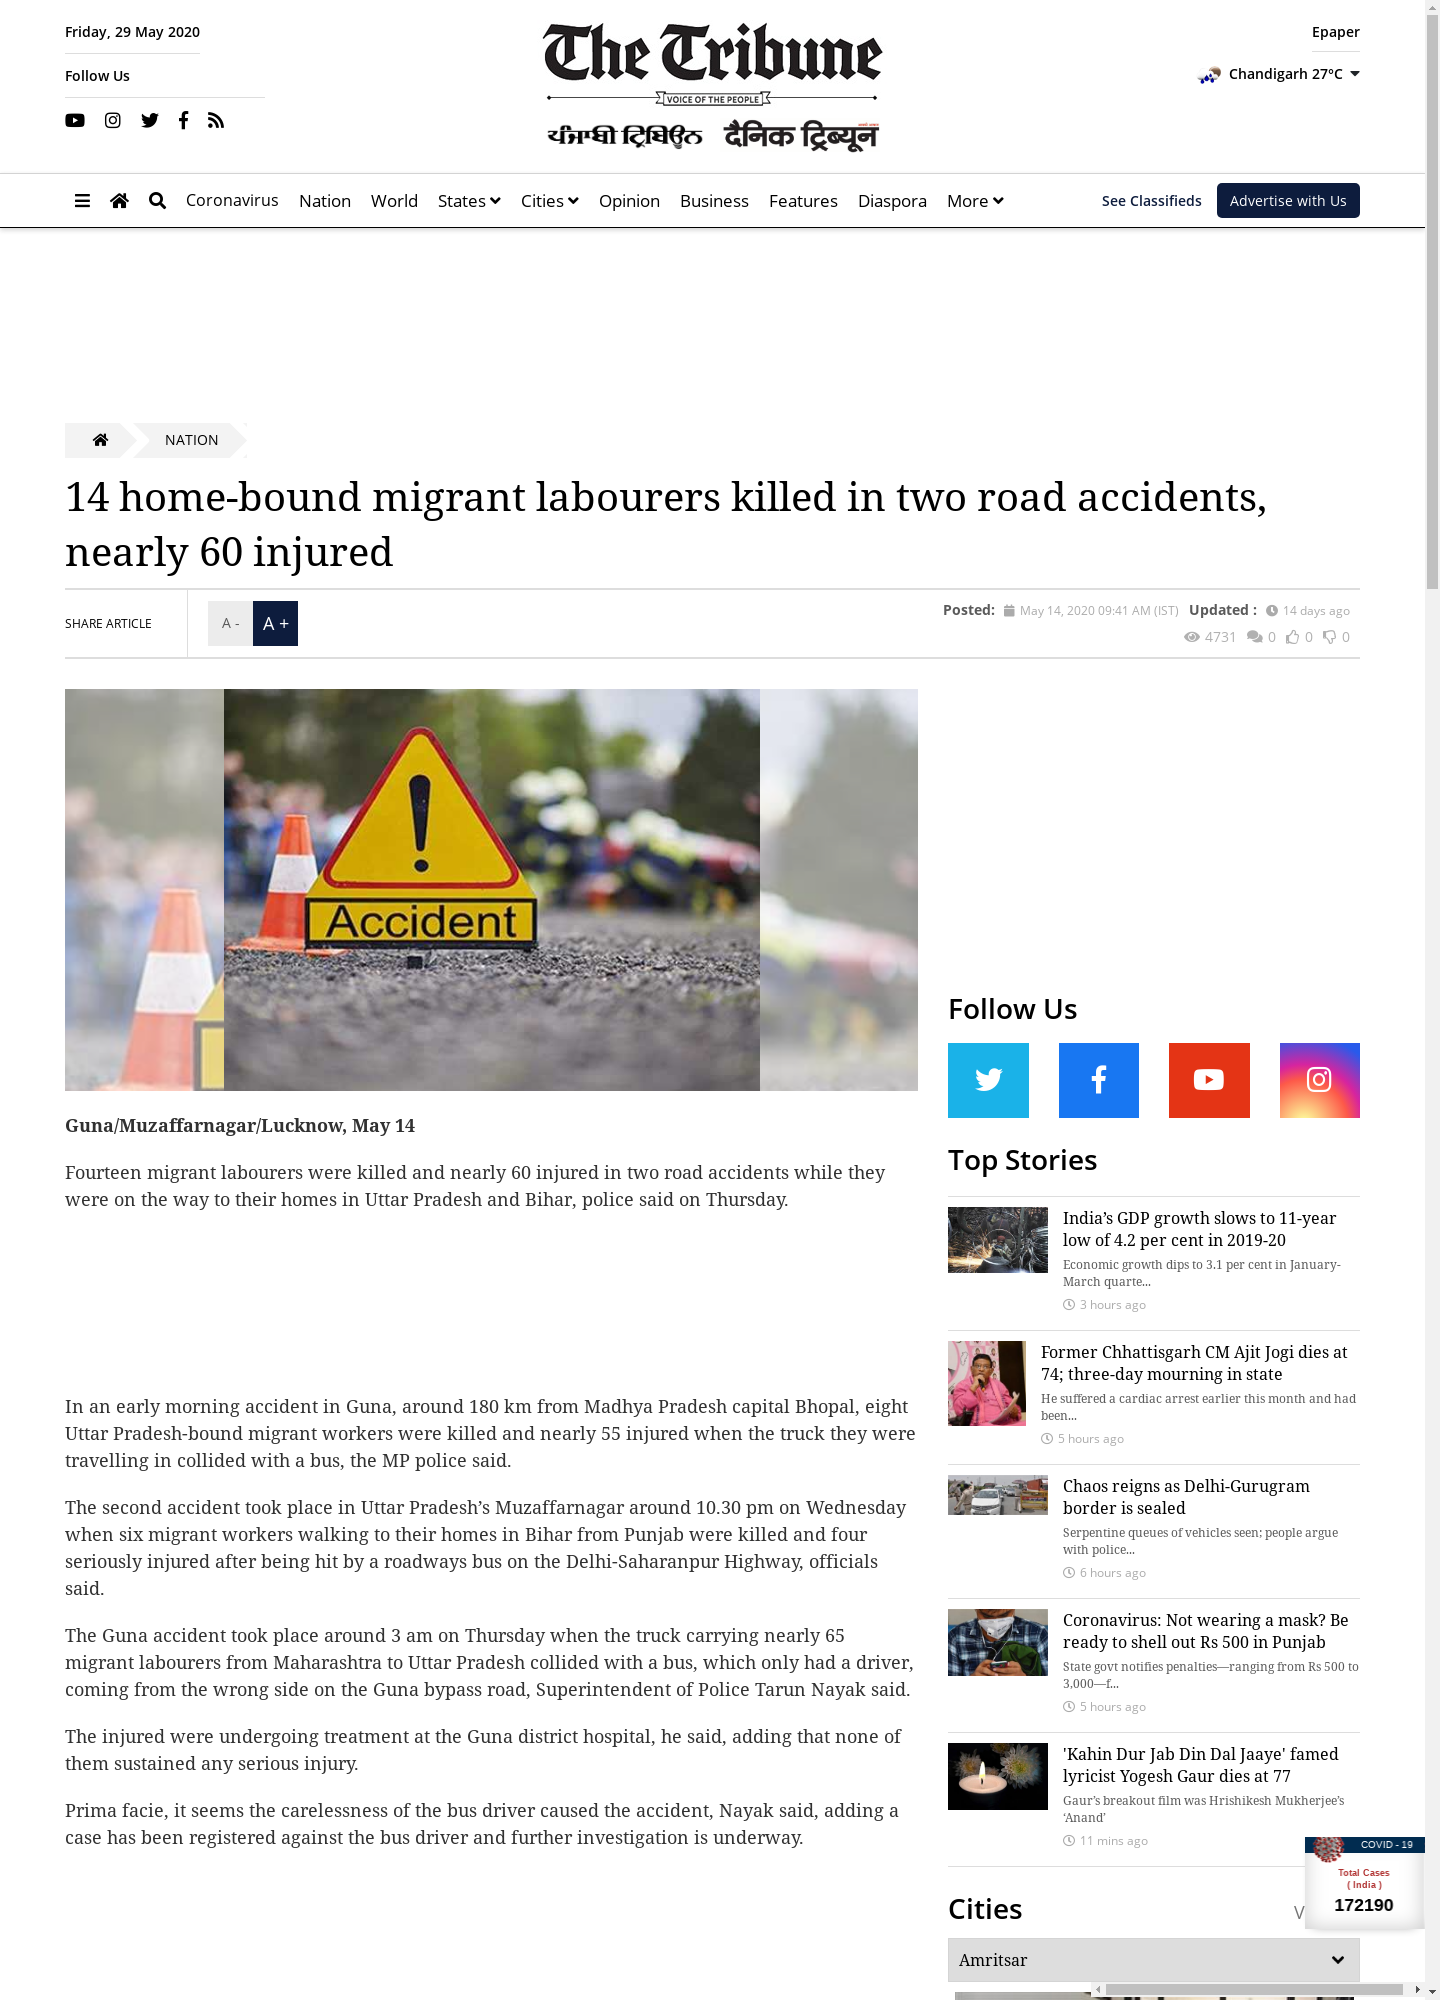 Friday, 29 May 2020
Follow Us
The Tribune
VOICE OF THE PEOPLE
ਪੰਜਾਬੀ ਟ੍ਰਿਬਿਊਨ दैनिक ट्रिब्यून
Epaper
Chandigarh 27°C
Coronavirus Nation World States Cities Opinion Business Features Diaspora More See Classifieds Advertise with Us
NATION
14 home-bound migrant labourers killed in two road accidents,
nearly 60 injured
SHARE ARTICLE
A - A +
Posted: May 14, 2020 09:41 AM (IST) Updated : 14 days ago
4731 0 0 0
Accident
Guna/Muzaffarnagar/Lucknow, May 14
Fourteen migrant labourers were killed and nearly 60 injured in two road accidents while they
were on the way to their homes in Uttar Pradesh and Bihar, police said on Thursday.
In an early morning accident in Guna, around 180 km from Madhya Pradesh capital Bhopal, eight
Uttar Pradesh-bound migrant workers were killed and nearly 55 injured when the truck they were
travelling in collided with a bus, the MP police said.
The second accident took place in Uttar Pradesh’s Muzaffarnagar around 10.30 pm on Wednesday
when six migrant workers walking to their homes in Bihar from Punjab were killed and four
seriously injured after being hit by a roadways bus on the Delhi-Saharanpur Highway, officials
said.
The Guna accident took place around 3 am on Thursday when the truck carrying nearly 65
migrant labourers from Maharashtra to Uttar Pradesh collided with a bus, which only had a driver,
coming from the wrong side on the Guna bypass road, Superintendent of Police Tarun Nayak said.
The injured were undergoing treatment at the Guna district hospital, he said, adding that none of
them sustained any serious injury.
Prima facie, it seems the carelessness of the bus driver caused the accident, Nayak said, adding a
case has been registered against the bus driver and further investigation is underway.
Follow Us
Top Stories
India’s GDP growth slows to 11-year
low of 4.2 per cent in 2019-20
Economic growth dips to 3.1 per cent in January-
March quarte...
3 hours ago
Former Chhattisgarh CM Ajit Jogi dies at
74; three-day mourning in state
He suffered a cardiac arrest earlier this month and had
been...
5 hours ago
Chaos reigns as Delhi-Gurugram
border is sealed
Serpentine queues of vehicles seen; people argue
with police...
6 hours ago
Coronavirus: Not wearing a mask? Be
ready to shell out Rs 500 in Punjab
State govt notifies penalties—ranging from Rs 500 to
3,000—f...
5 hours ago
'Kahin Dur Jab Din Dal Jaaye' famed
lyricist Yogesh Gaur dies at 77
Gaur’s breakout film was Hrishikesh Mukherjee’s
‘Anand’
11 mins ago
COVID - 19
Total Cases
( India )
172190
Cities
V
Amritsar